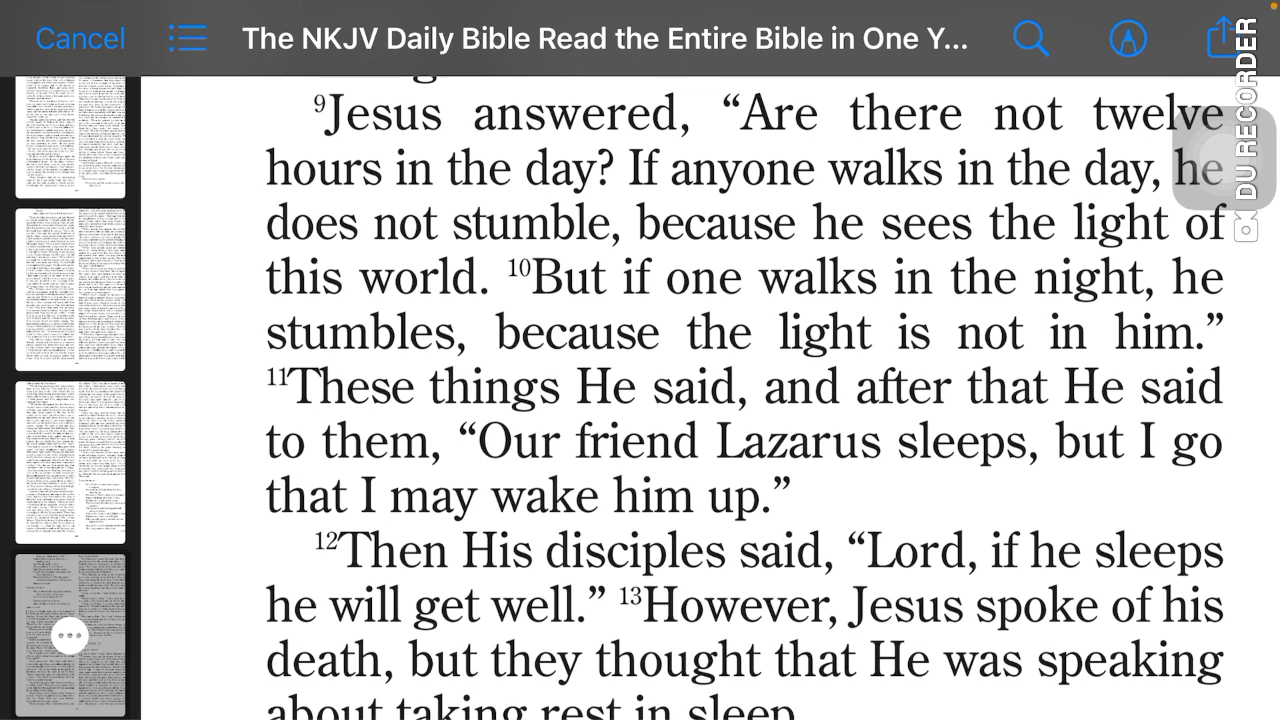 Cancel
The NKJV Daily Bible Read the Entire Bible in One Y...
9Jesus answered, “Are there not twelve
hours in the day? If anyone walks in the day, he
does not stumble, because he sees the light of
this world. 10But if one walks in the night, he
stumbles, because the light is not in him.”
11These things He said, and after that He said
to them, “Our friend Lazarus sleeps, but I go
that I may wake him up.”
12Then His disciples said, “Lord, if he sleeps
he will get well.” 13However, Jesus spoke of his
death, but they thought that He was speaking
about taking rest in sleep.
DU RECORDER